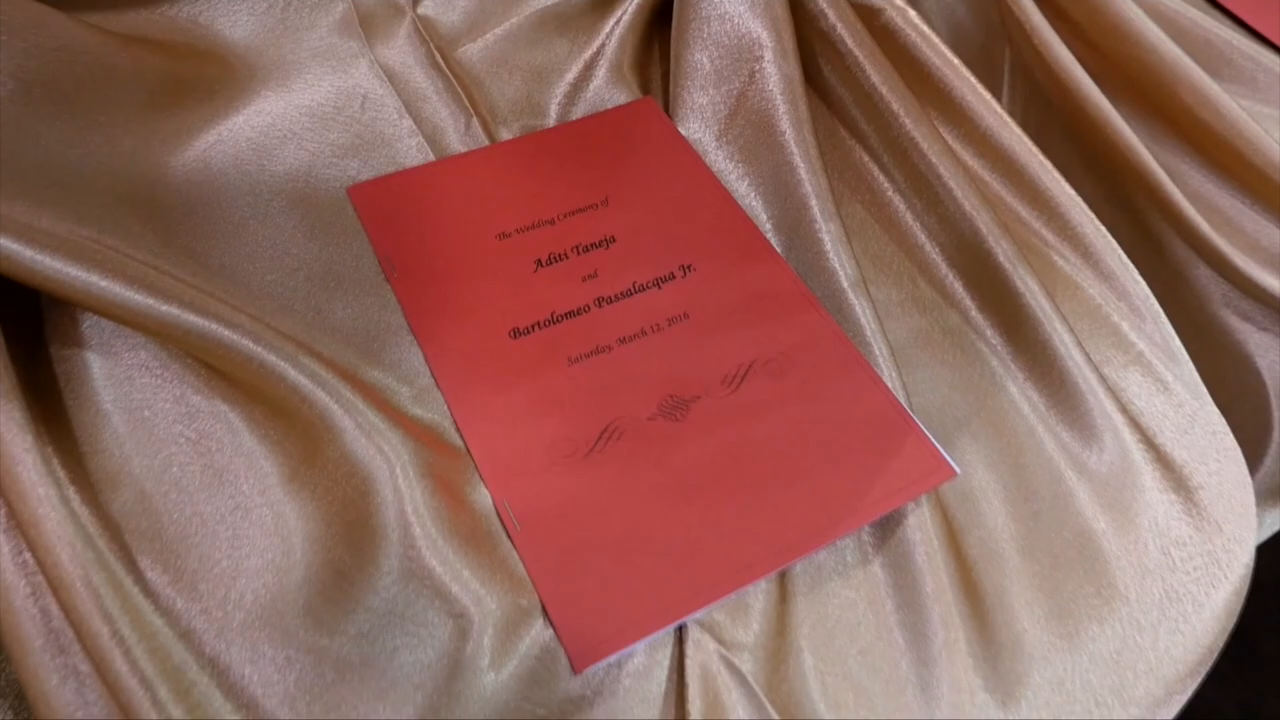 The Wedding Ceremony of
Aditi Taneja
and
Bartolomeo Passalacqua Jr.
Saturday, March 12, 2016